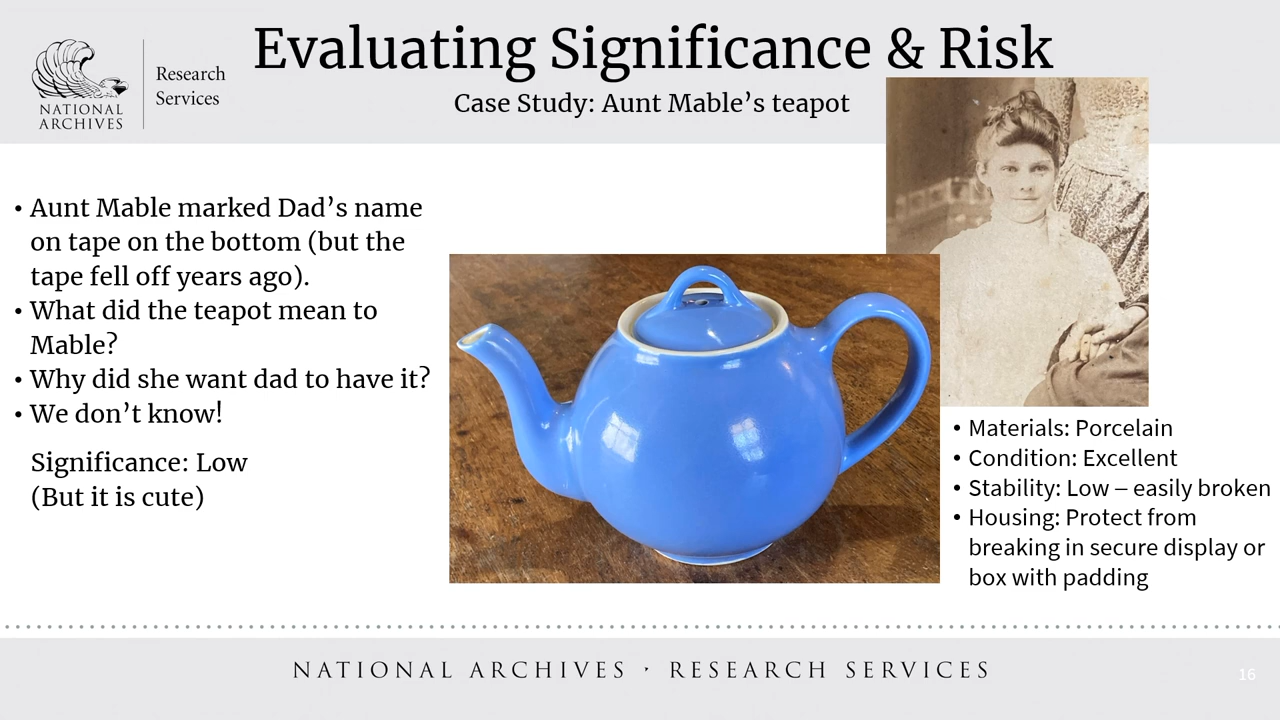 Evaluating Significance & Risk
Case Study: Aunt Mable’s teapot
NATIONAL
ARCHIVES
Research
Services
• Aunt Mable marked Dad’s name
on tape on the bottom (but the
tape fell off years ago).
• What did the teapot mean to
Mable?
• Why did she want dad to have it?
• We don’t know!
Significance: Low
(But it is cute)
• Materials: Porcelain
• Condition: Excellent
• Stability: Low – easily broken
• Housing: Protect from
breaking in secure display or
box with padding
NATIONAL ARCHIVES · RESEARCH SERVICES
16